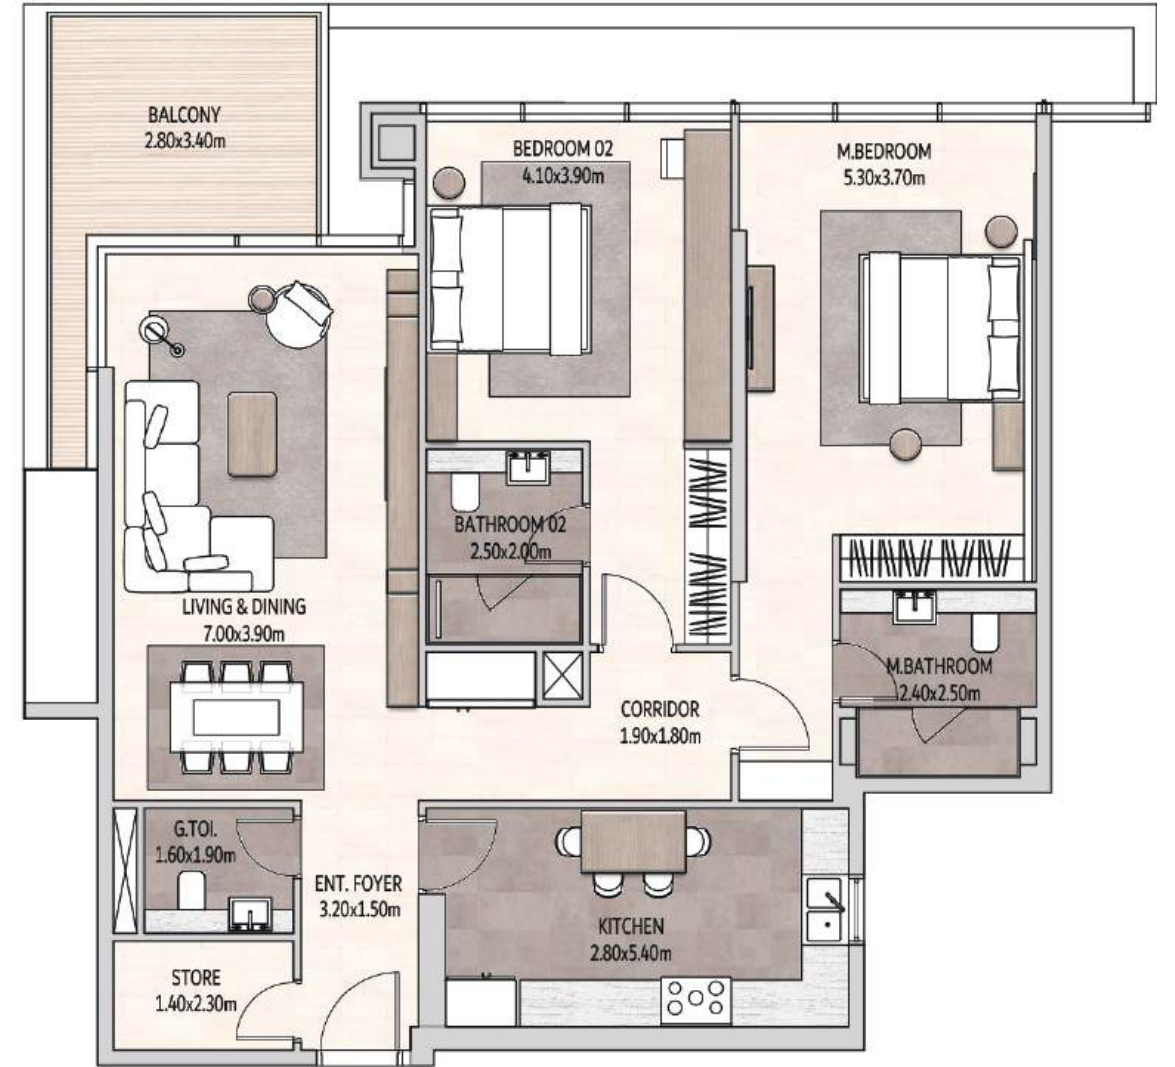 BALCONY
2.80x3.40m
BEDROOM 02
4.10x3.90m
M.BEDROOM
5.30x3.70m
BATHROOM 02
2.50x2.00m
LIVING & DINING
7.00x3.90m
M.BATHROOM
2.40x2.50m
CORRIDOR
1.90x1.80m
G.TOI.
1.60x1.90m
ENT. FOYER
3.20x1.50m
KITCHEN
2.80x5.40m
STORE
1.40x2.30m